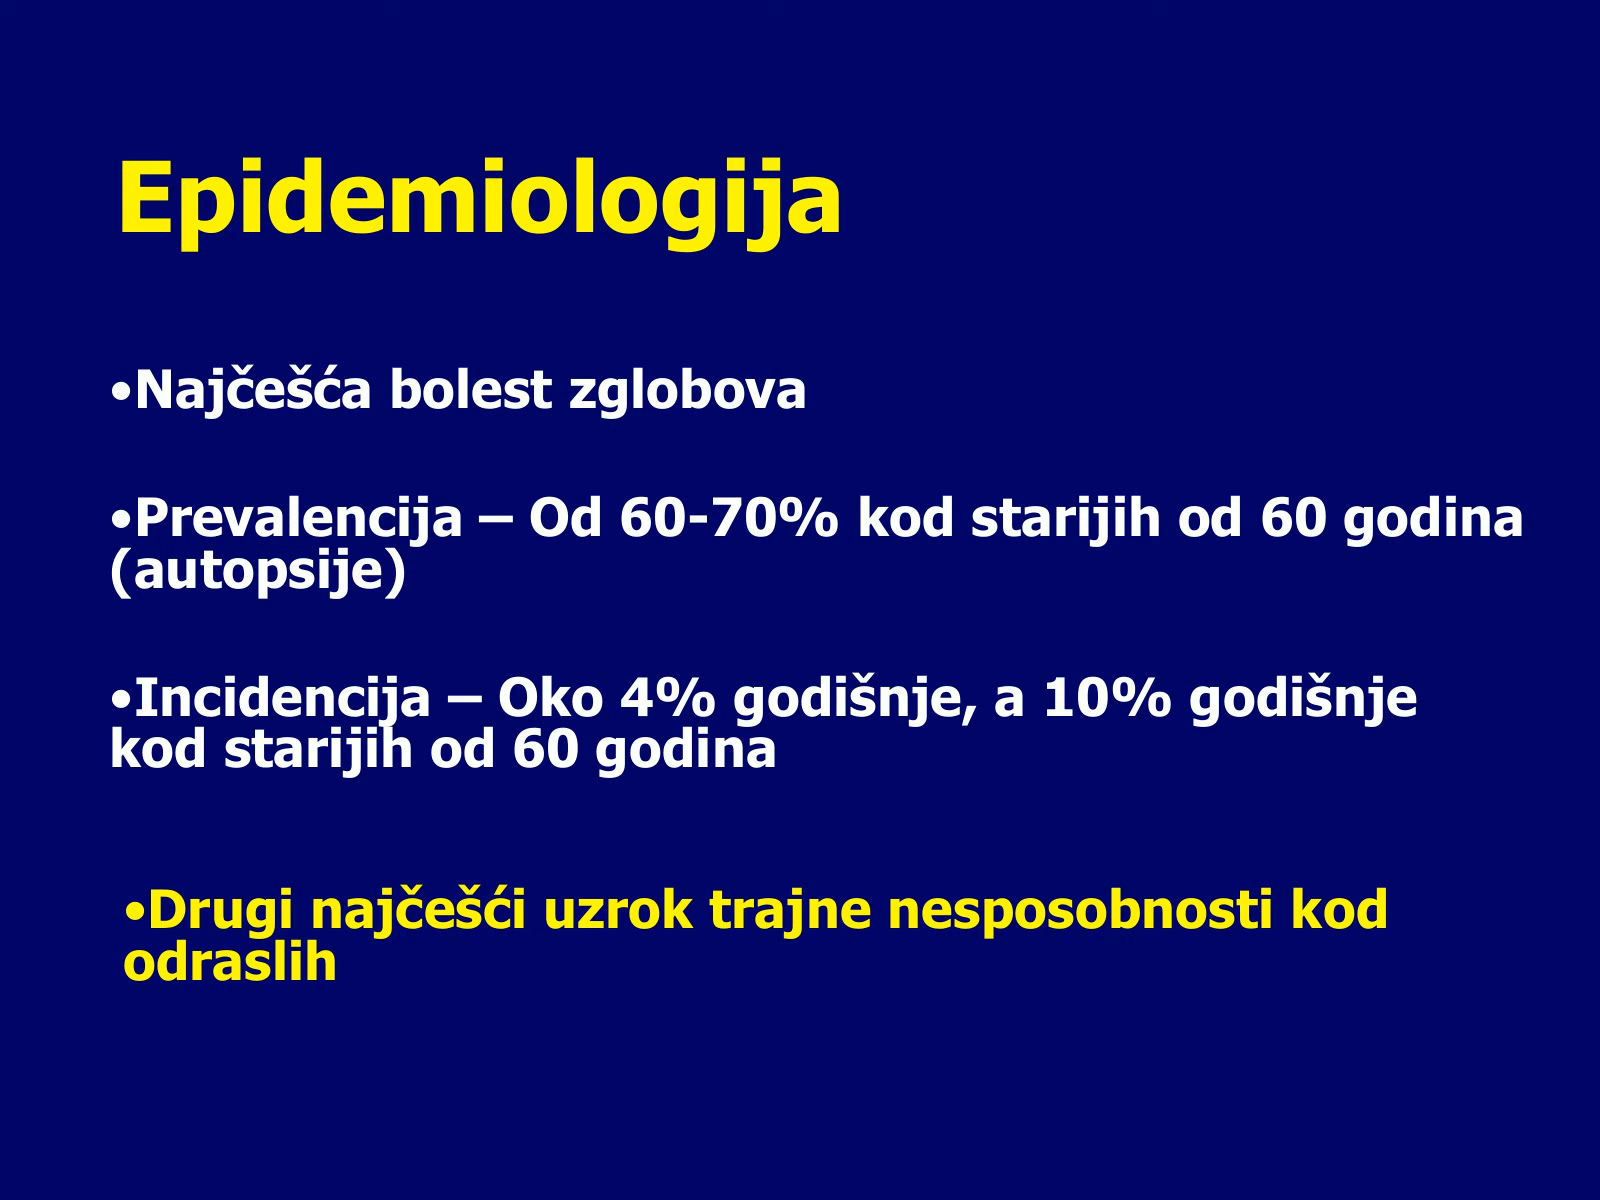 Epidemiologija
•Najčešća bolest zglobova
•Prevalencija – Od 60-70% kod starijih od 60 godina
(autopsije)
•Incidencija – Oko 4% godišnje, a 10% godišnje
kod starijih od 60 godina
•Drugi najčešći uzrok trajne nesposobnosti kod
odraslih